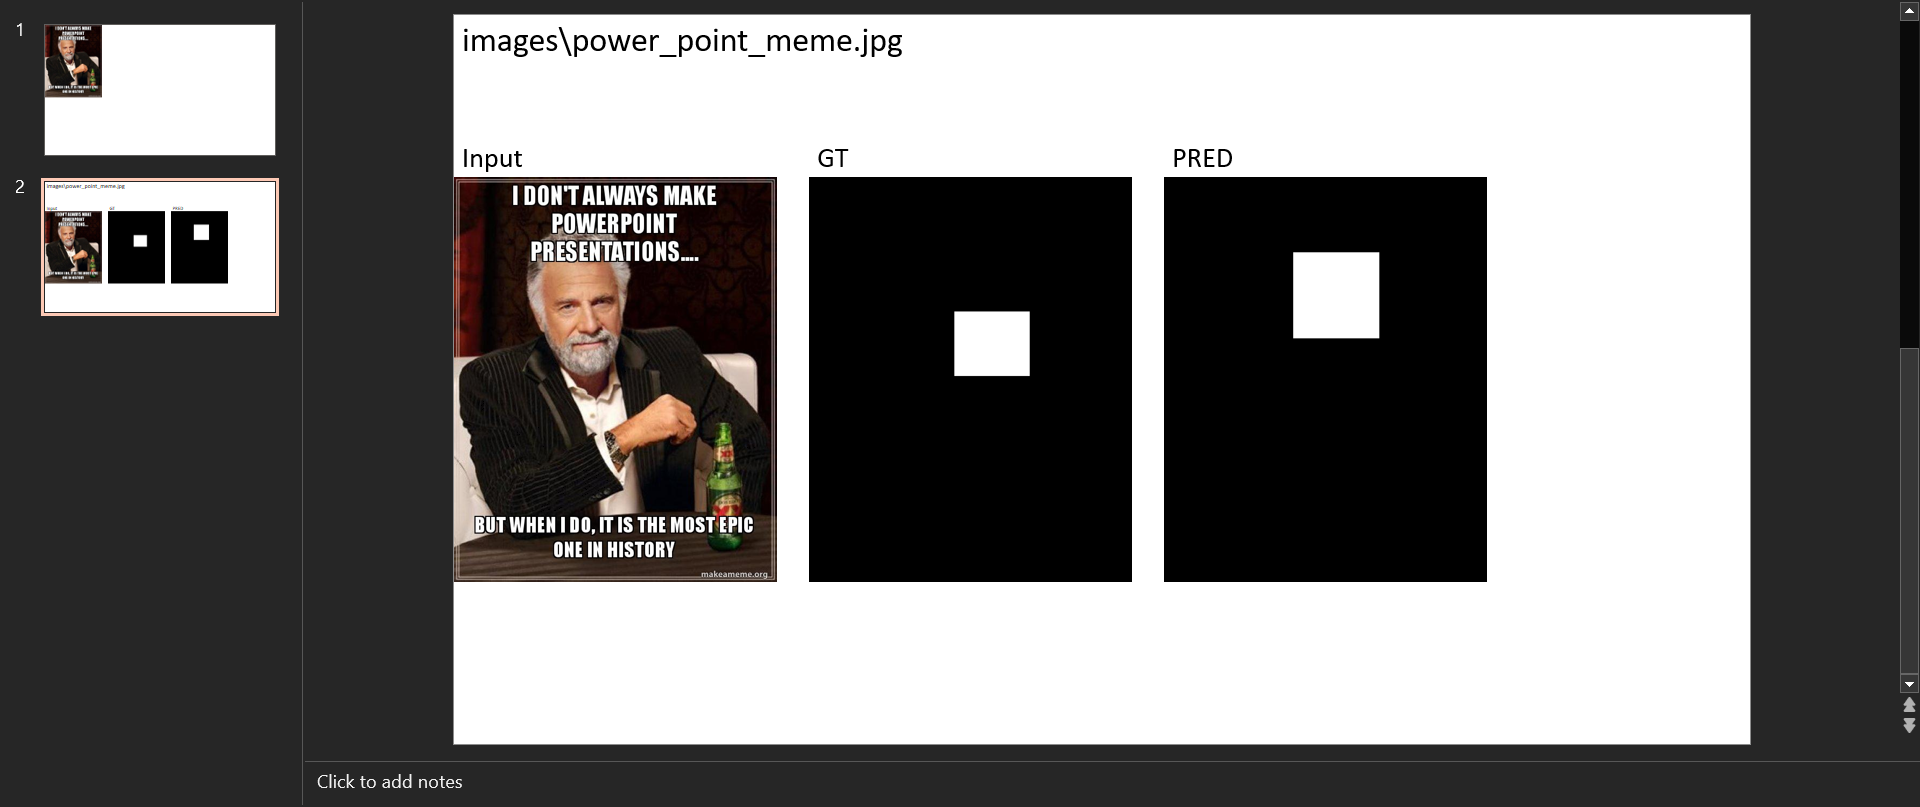 1
2
images\power_point_meme.jpg
Input
GT
PRED
I DON'T ALWAYS MAKE
POWERPOINT
PRESENTATIONS....
BUT WHEN I DO, IT IS THE MOST EPIC
ONE IN HISTORY
makeameme.org
Click to add notes